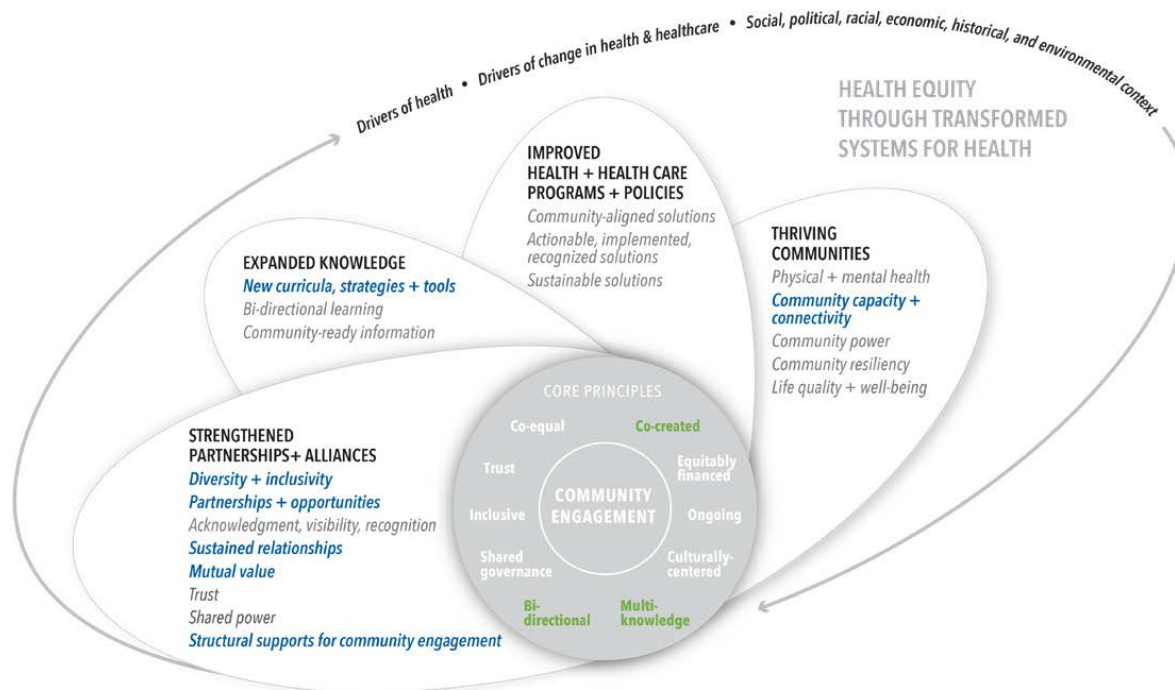 Drivers of health • Drivers of change in health & healthcare • Social, political, racial, economic, historical, and environmental context
HEALTH EQUITY
THROUGH TRANSFORMED
SYSTEMS FOR HEALTH
IMPROVED
HEALTH + HEALTH CARE
PROGRAMS + POLICIES
Community-aligned solutions
Actionable, implemented,
recognized solutions
Sustainable solutions
THRIVING
COMMUNITIES
Physical + mental health
Community capacity +
connectivity
Community power
Community resiliency
Life quality + well-being
EXPANDED KNOWLEDGE
New curricula, strategies + tools
Bi-directional learning
Community-ready information
STRENGTHENED
PARTNERSHIPS+ ALLIANCES
Diversity + inclusivity
Partnerships + opportunities
Acknowledgment, visibility, recognition
Sustained relationships
Mutual value
Trust
Shared power
Structural supports for community engagement
CORE PRINCIPLES
Co-equal
Co-created
Trust
Equitably
financed
Inclusive
Ongoing
Shared
governance
Culturally-
centered
Bi-
directional
Multi-
knowledge
COMMUNITY
ENGAGEMENT